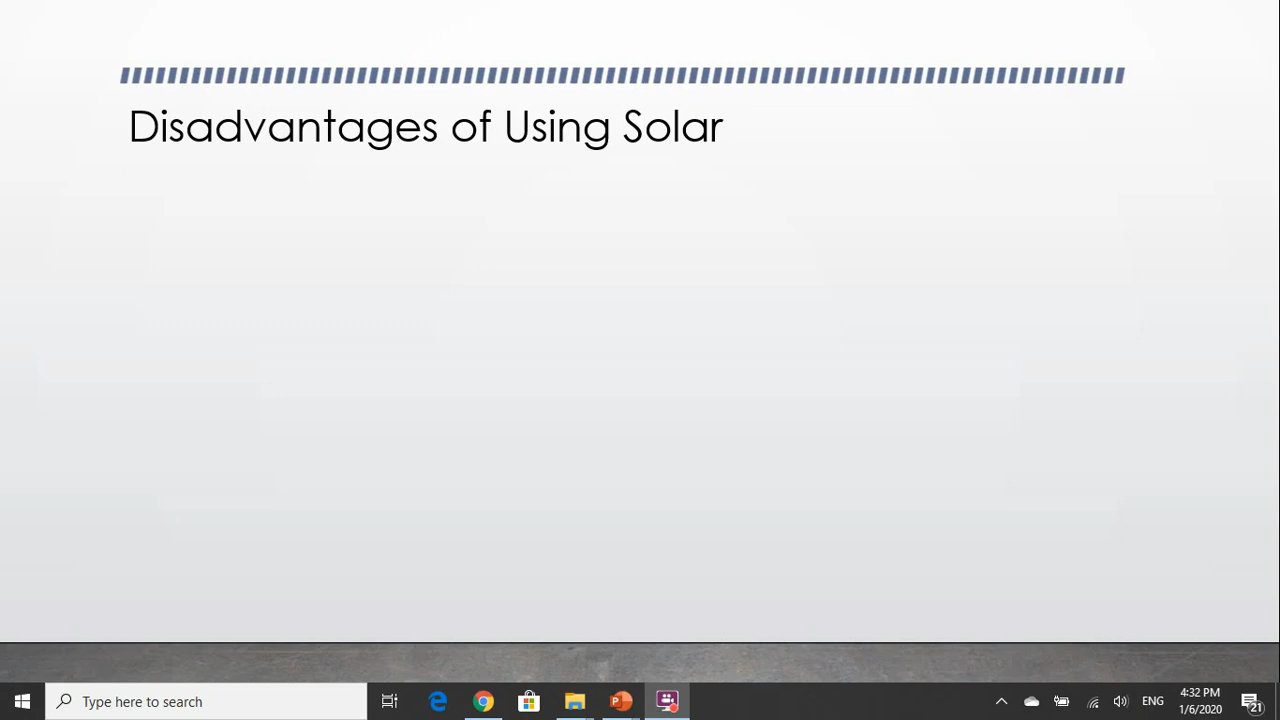 Disadvantages of Using Solar
Type here to search
ENG
4:32 PM
1/6/2020
21